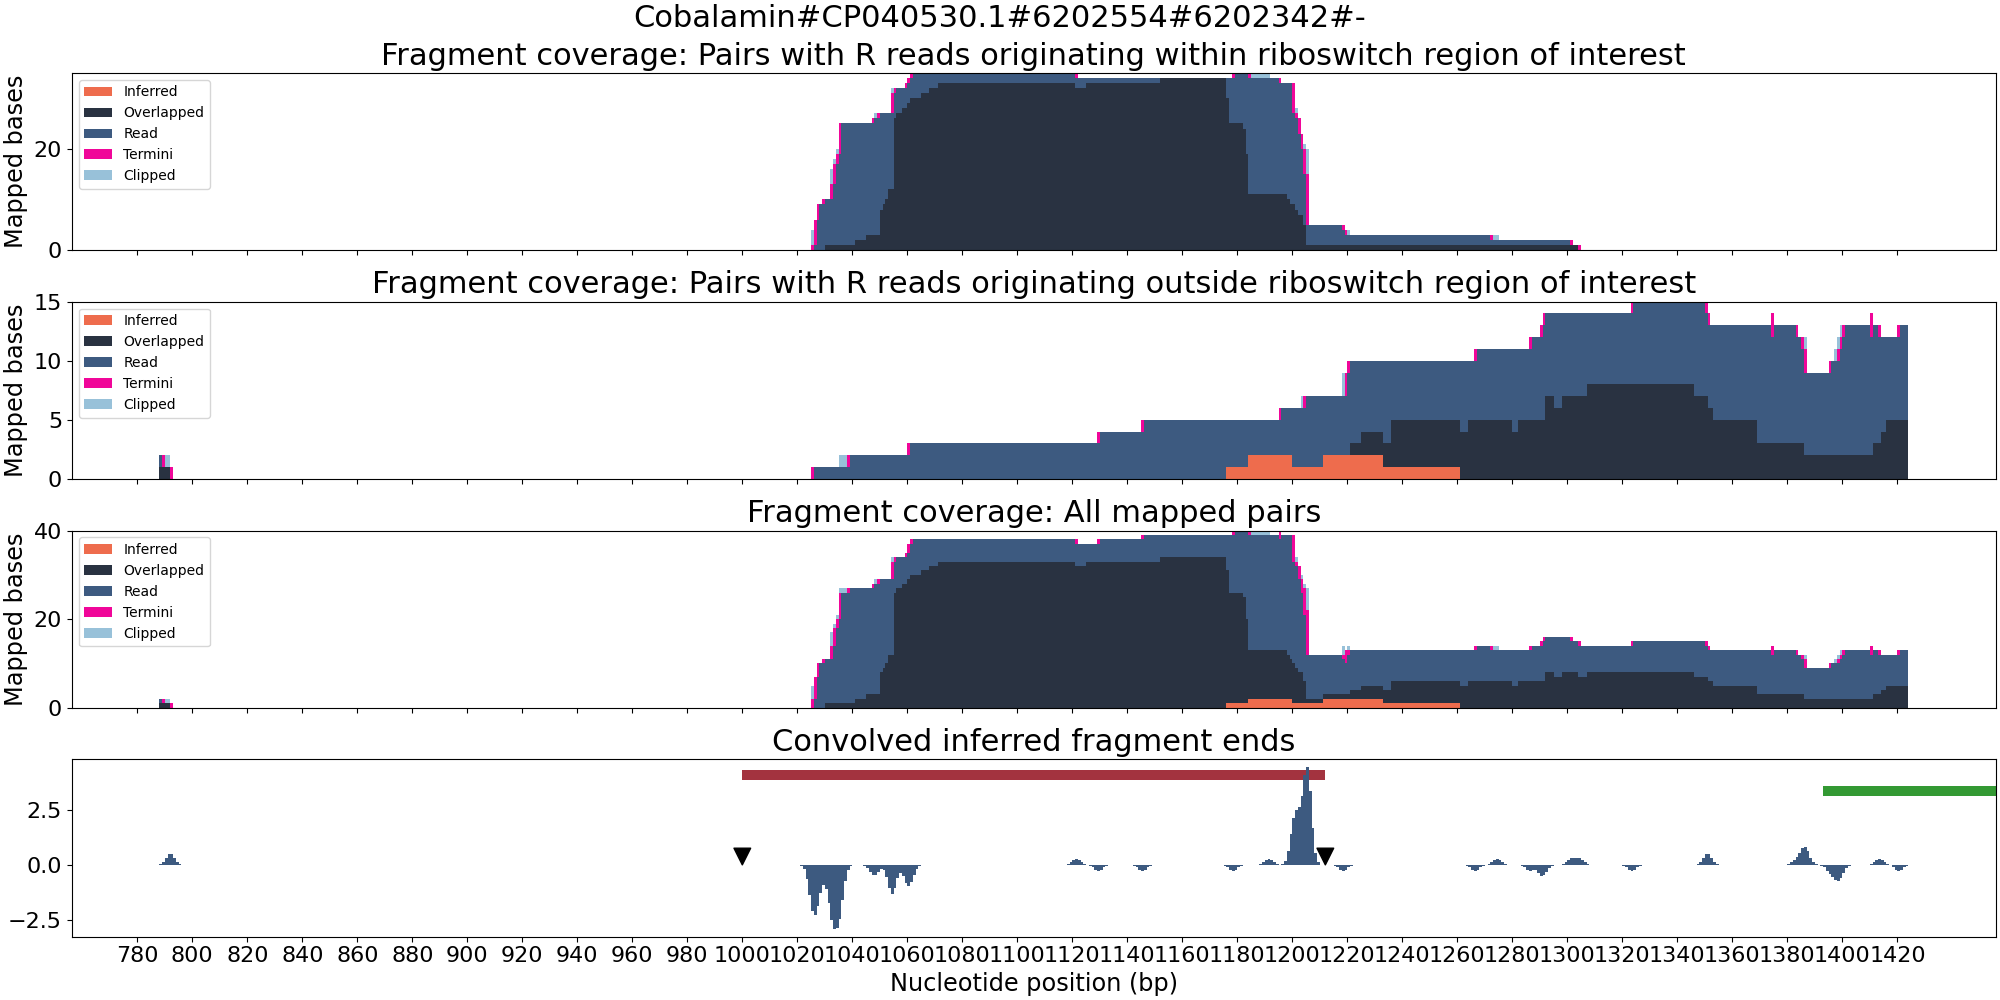 Cobalamin#CP040530.1#6202554#6202342#-
Fragment coverage: Pairs with R reads originating within riboswitch region of interest
Mapped bases
20
0
Inferred
Overlapped
Read
Termini
Clipped
Fragment coverage: Pairs with R reads originating outside riboswitch region of interest
Mapped bases
15
10
5
0
Inferred
Overlapped
Read
Termini
Clipped
Fragment coverage: All mapped pairs
Mapped bases
40
20
0
Inferred
Overlapped
Read
Termini
Clipped
Convolved inferred fragment ends
2.5
0.0
−2.5
780 800 820 840 860 880 900 920 940 960 980 1000 1020 1040 1060 1080 1100 1120 1140 1160 1180 1200 1220 1240 1260 1280 1300 1320 1340 1360 1380 1400 1420
Nucleotide position (bp)